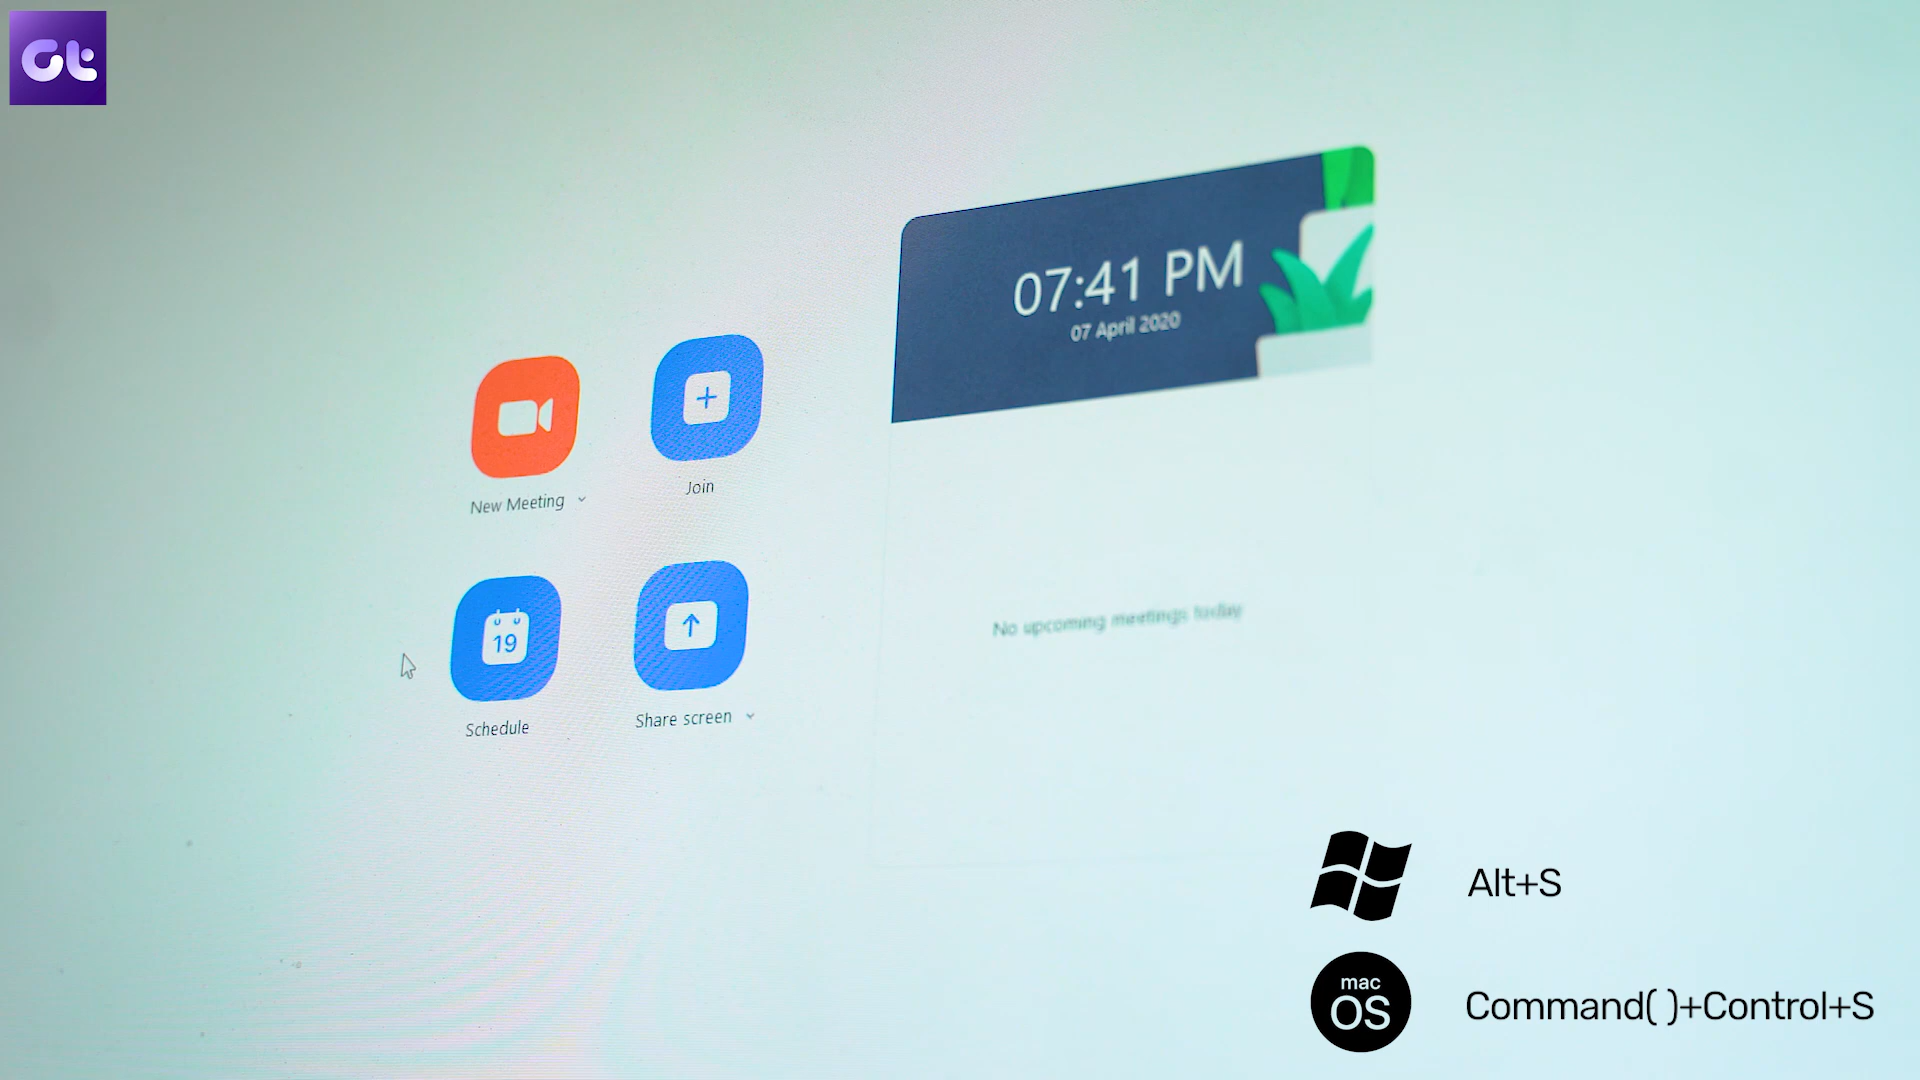 Gt
07:41 PM
07 April 2020
New Meeting
Join
19
Schedule
Share screen
No upcoming meetings today
Alt+S
mac
OS
Command( )+Control+S